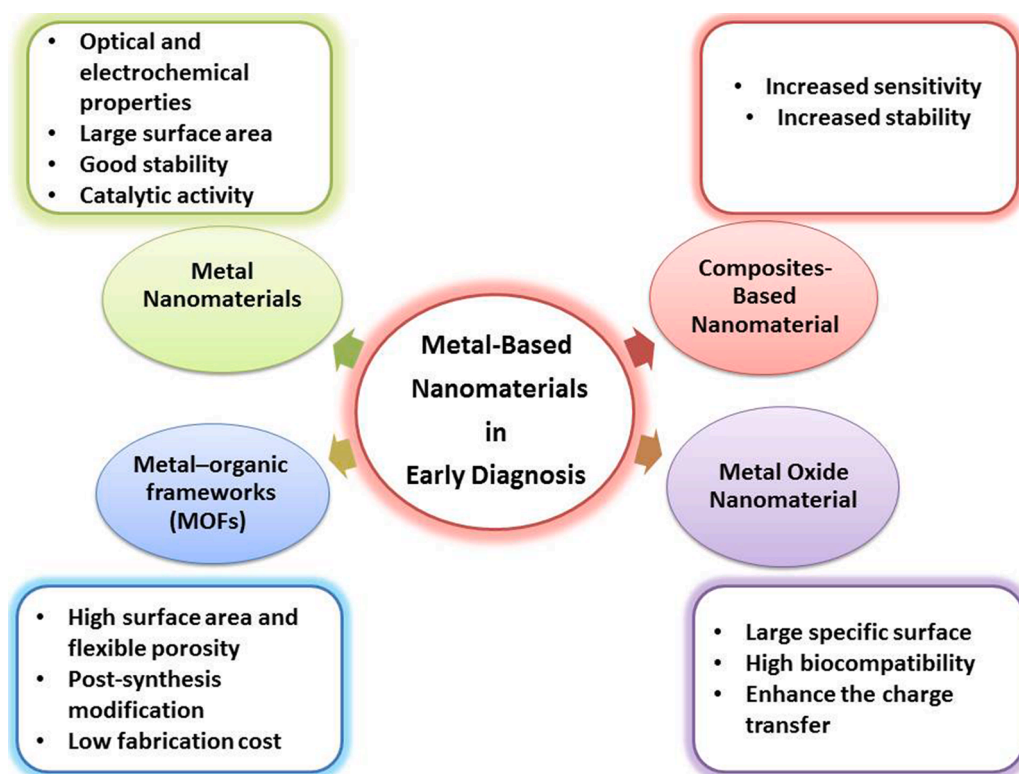 • Optical and
electrochemical
properties
• Large surface area
• Good stability
• Catalytic activity
• Increased sensitivity
• Increased stability
Metal
Nanomaterials
Composites-
Based
Nanomaterial
Metal-Based
Nanomaterials
in
Early Diagnosis
Metal–organic
frameworks
(MOFs)
Metal Oxide
Nanomaterial
• High surface area and
flexible porosity
• Post-synthesis
modification
• Low fabrication cost
• Large specific surface
• High biocompatibility
• Enhance the charge
transfer